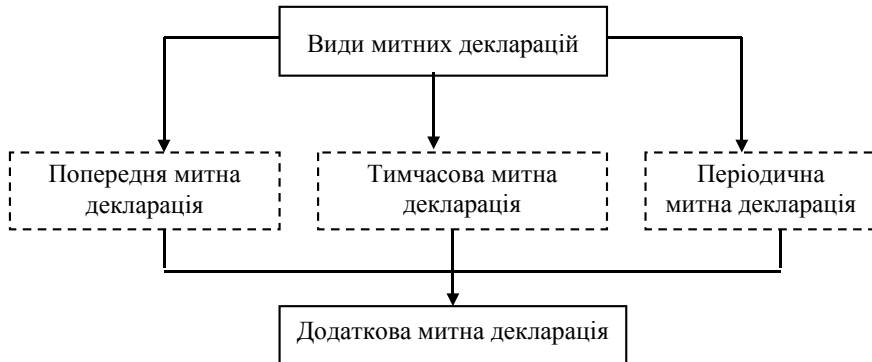 Види митних декларацій
Попередня митна
декларація
Тимчасова митна
декларація
Періодична
митна декларація
Додаткова митна декларація